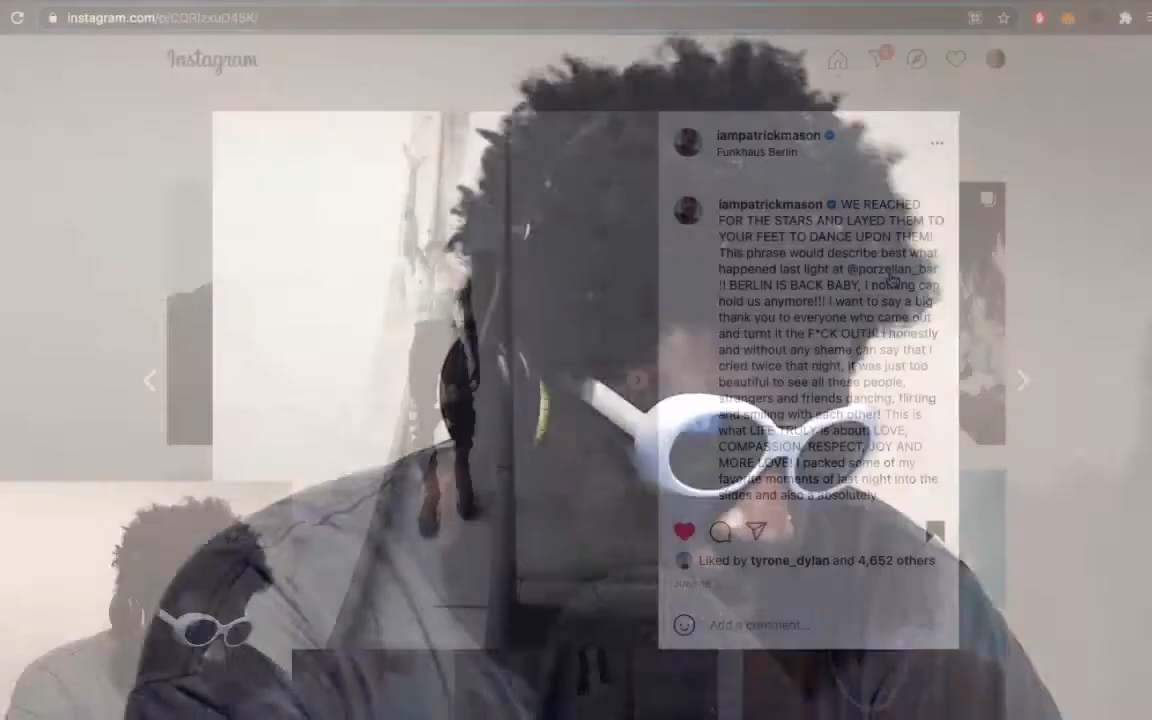 instagram.com/p/CQRlzxuD45K/
Instagram
iampatrickmason
Funkhaus Berlin
iampatrickmason WE REACHED
FOR THE STARS AND LAYED THEM TO
YOUR FEET TO DANCE UPON THEM!
This phrase would describe best what
happened last light at @porzellan_bar
!! BERLIN IS BACK BABY, I nothing can
hold us anymore!!! I want to say a big
thank you to everyone who came out
and turnt it the F*CK OUT!! I honestly
and without any shame can say that I
cried twice that night, it was just too
beautiful to see all these people,
strangers and friends dancing, flirting
and smiling with each other! This is
what LIFE TRULY is about: LOVE,
COMPASSION, RESPECT, JOY AND
MORE LOVE! I packed some of my
favorite moments of last night into the
slides and also a absolutely
Liked by tyrone_dylan and 4,652 others
JUNE 18
Add a comment...